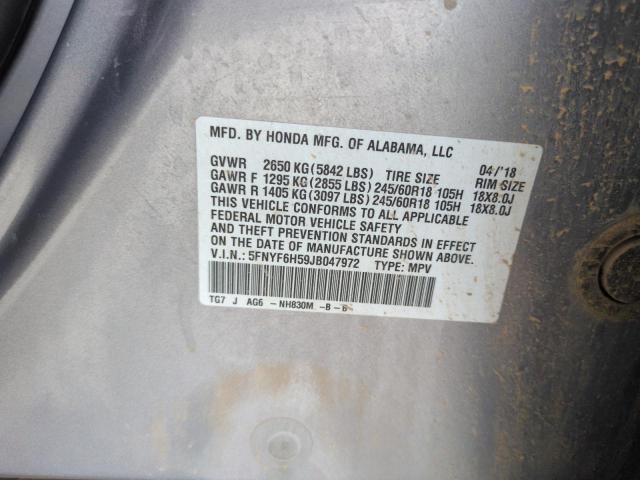 MFD. BY HONDA MFG. OF ALABAMA, LLC
GVWR 2650 KG (5842 LBS) TIRE SIZE 04/'18 RIM SIZE
GAWR F 1295 KG (2855 LBS) 245/60R18 105H 18X8.0J
GAWR R 1405 KG (3097 LBS) 245/60R18 105H 18X8.0J
THIS VEHICLE CONFORMS TO ALL APPLICABLE
FEDERAL MOTOR VEHICLE SAFETY
AND THEFT PREVENTION STANDARDS IN EFFECT
ON THE DATE OF MANUFACTURE SHOWN ABOVE.
V.I.N.: 5FNYF6H59JB047972 TYPE: MPV
TG7 J AG6 - NH830M -B - B